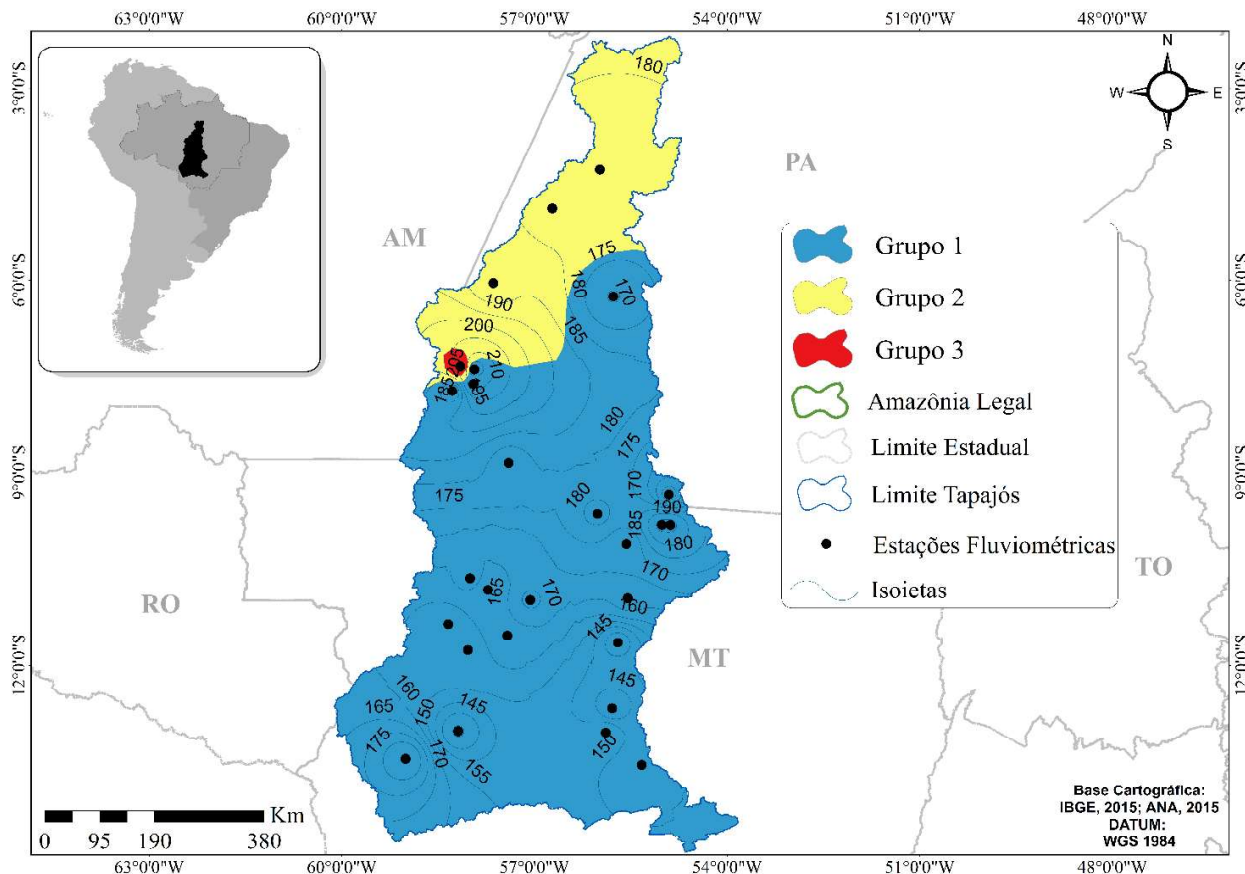 63°0'0"W 60°0'0"W 57°0'0"W 54°0'0"W 51°0'0"W 48°0'0"W
3°0'0"S
6°0'0"S
9°0'0"S
12°0'0"S
N
W E
S
3°0'0"S
6°0'0"S
9°0'0"S
12°0'0"S
PA
AM
RO
MT
TO
180
175
180
170
190
185
200
205
210
185
195
180
175
170
175
180
190
185
180
170
165
170
160
145
145
160
165
150
145
175
170
155
150
Grupo 1
Grupo 2
Grupo 3
Amazônia Legal
Limite Estadual
Limite Tapajós
Estações Fluviométricas
Isoietas
Km
0 95 190 380
Base Cartográfica:
IBGE, 2015; ANA, 2015
DATUM:
WGS 1984
63°0'0"W 60°0'0"W 57°0'0"W 54°0'0"W 51°0'0"W 48°0'0"W